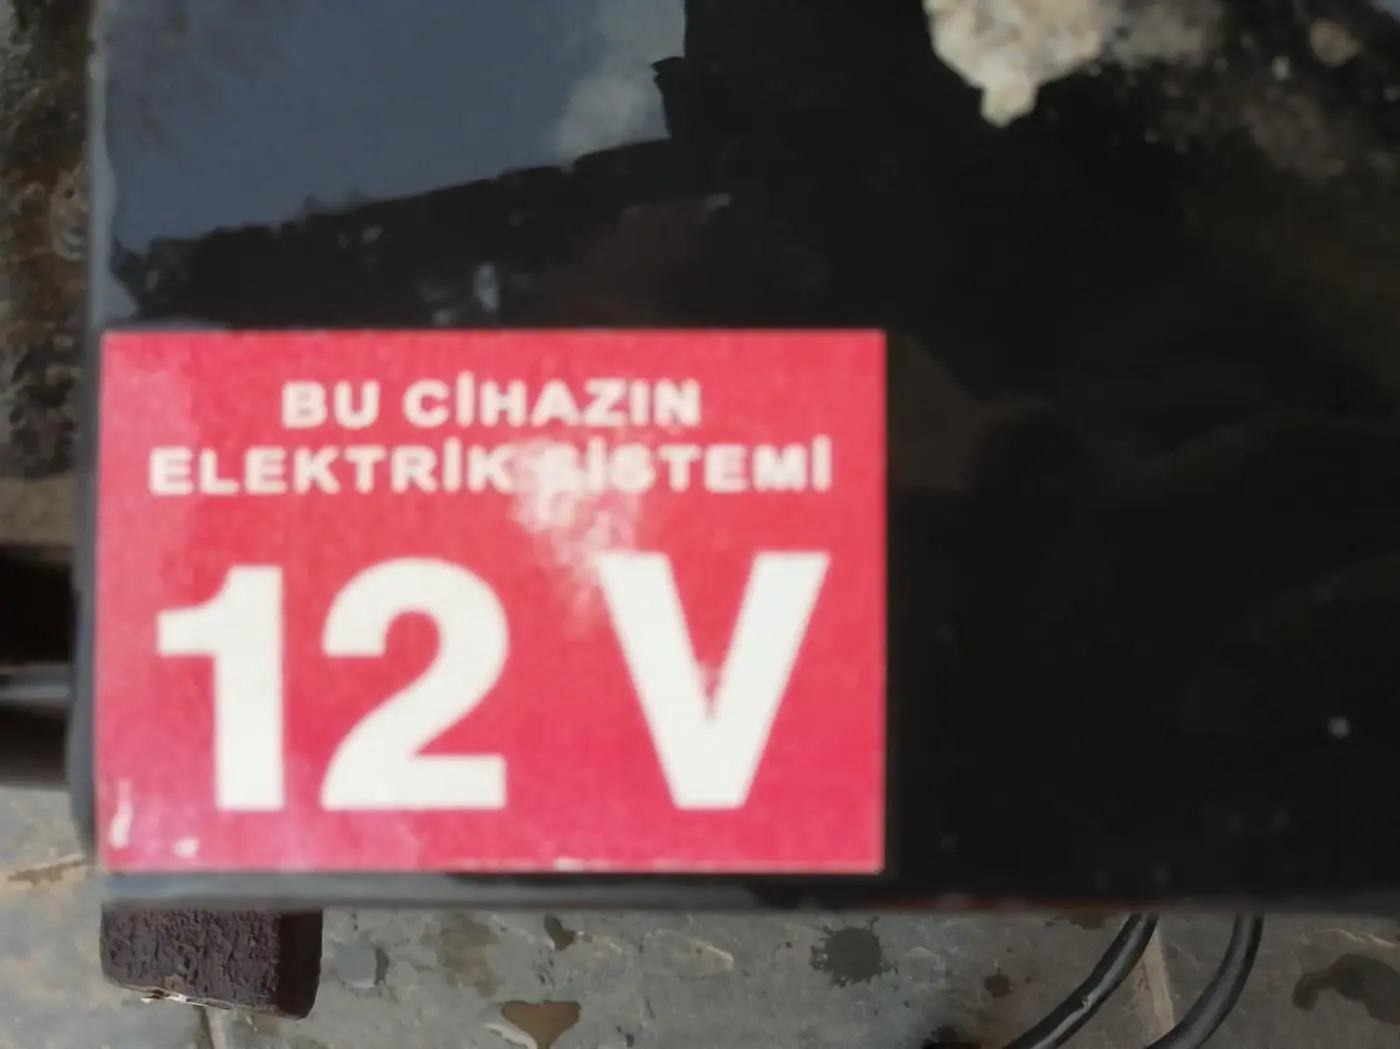 BU CİHAZIN
ELEKTRİK SİSTEMİ
12 V